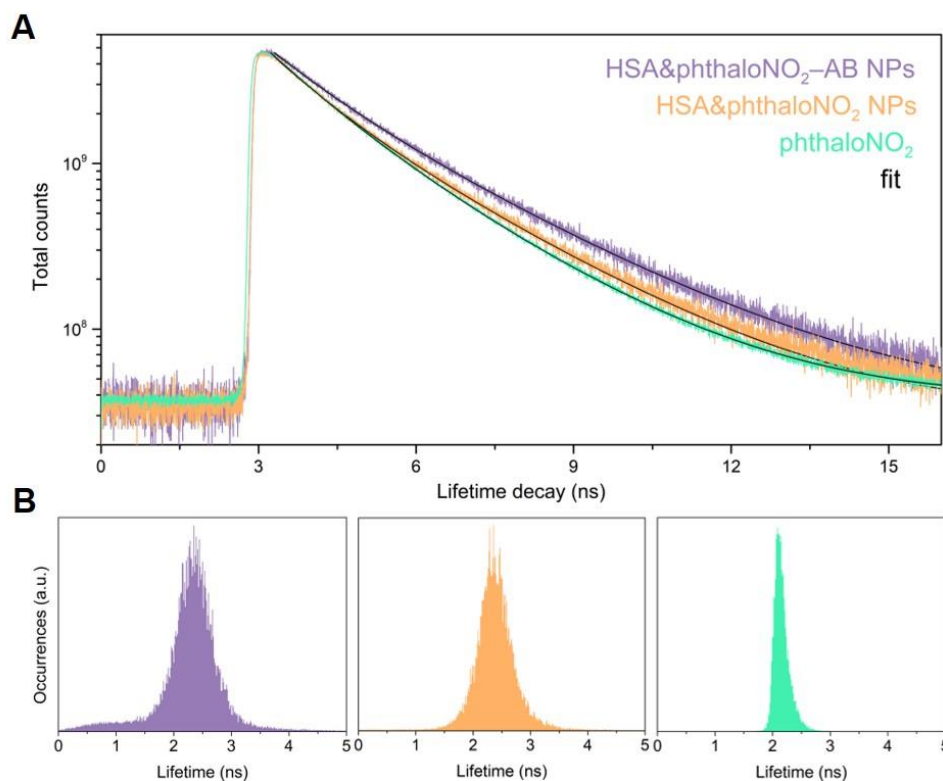 A
HSA&phthaloNO₂–AB NPs
HSA&phthaloNO₂ NPs
phthaloNO₂
fit
Total counts
10⁹
10⁸
0 3 6 9 12 15
Lifetime decay (ns)
B
Occurrences (a.u.)
0 1 2 3 4 5
0 1 2 3 4 5
0 1 2 3 4 5
Lifetime (ns)
Lifetime (ns)
Lifetime (ns)